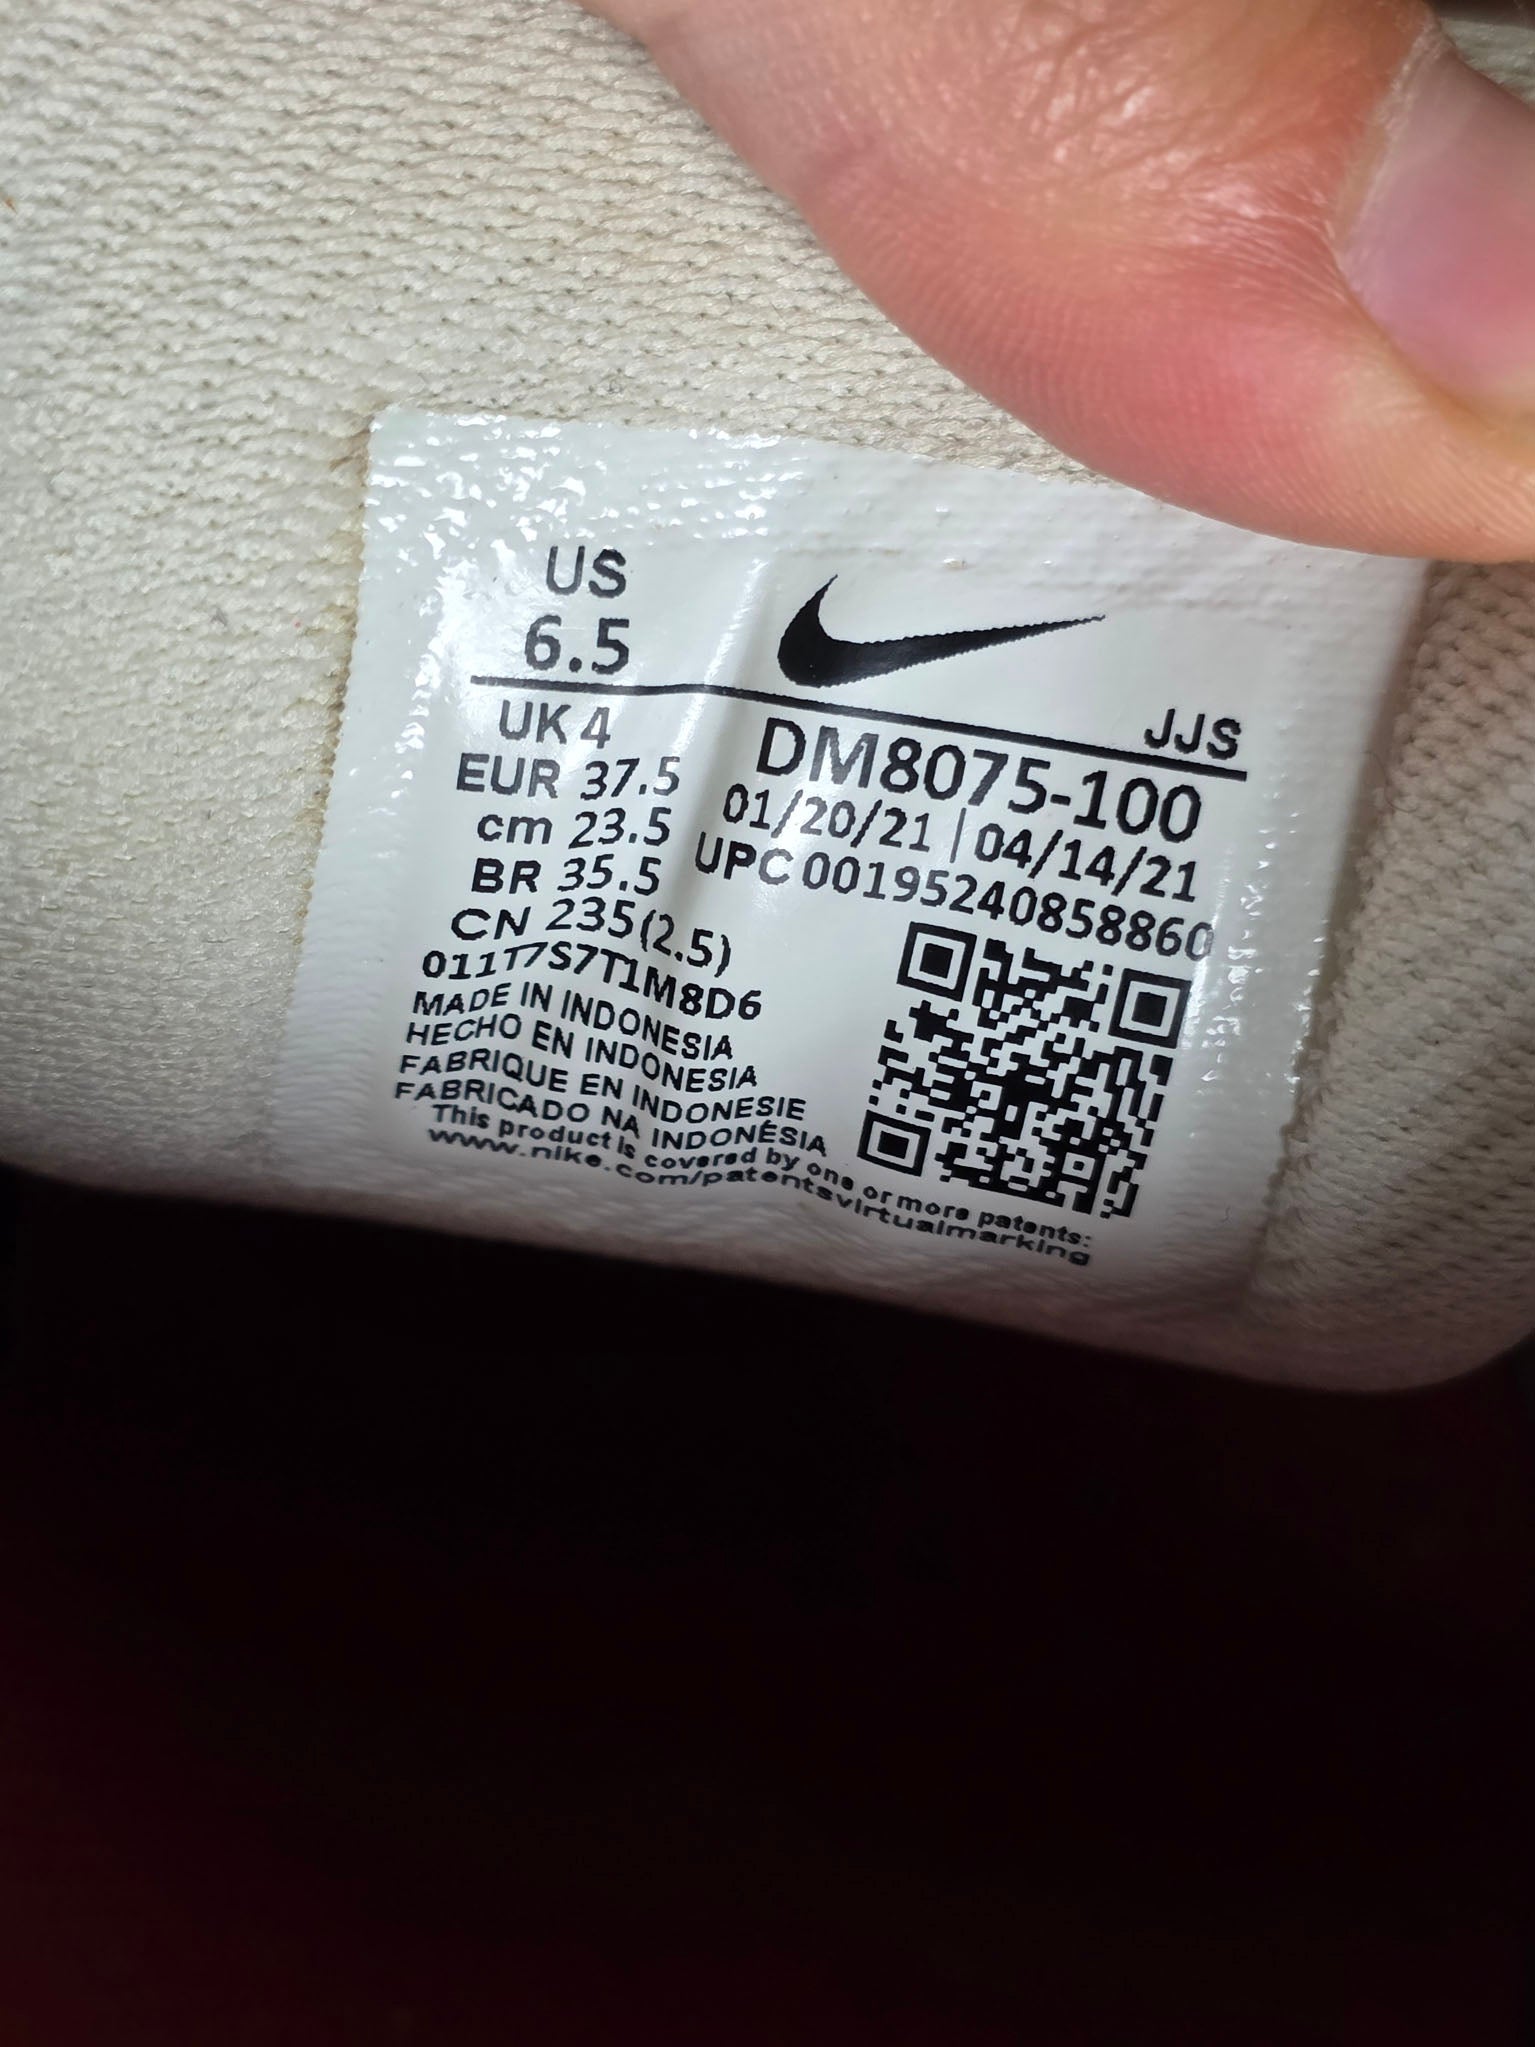 US
6.5
JJS
UK 4
EUR 37.5
cm 23.5
BR 35.5
CN 235(2.5)
011T7S7T1M8D6
DM8075-100
01/20/21 | 04/14/21
UPC 00195240858860
MADE IN INDONESIA
HECHO EN INDONESIA
FABRIQUE EN INDONESIE
FABRICADO NA INDONÉSIA
This product is covered by one or more patents:
www.nike.com/patentsvirtualmarking